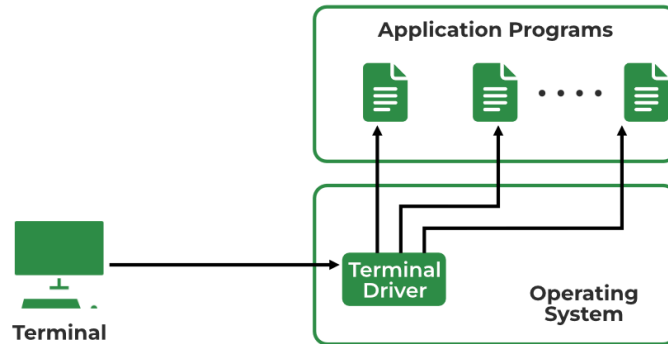 Application Programs
Terminal
Driver
Operating
System
Terminal